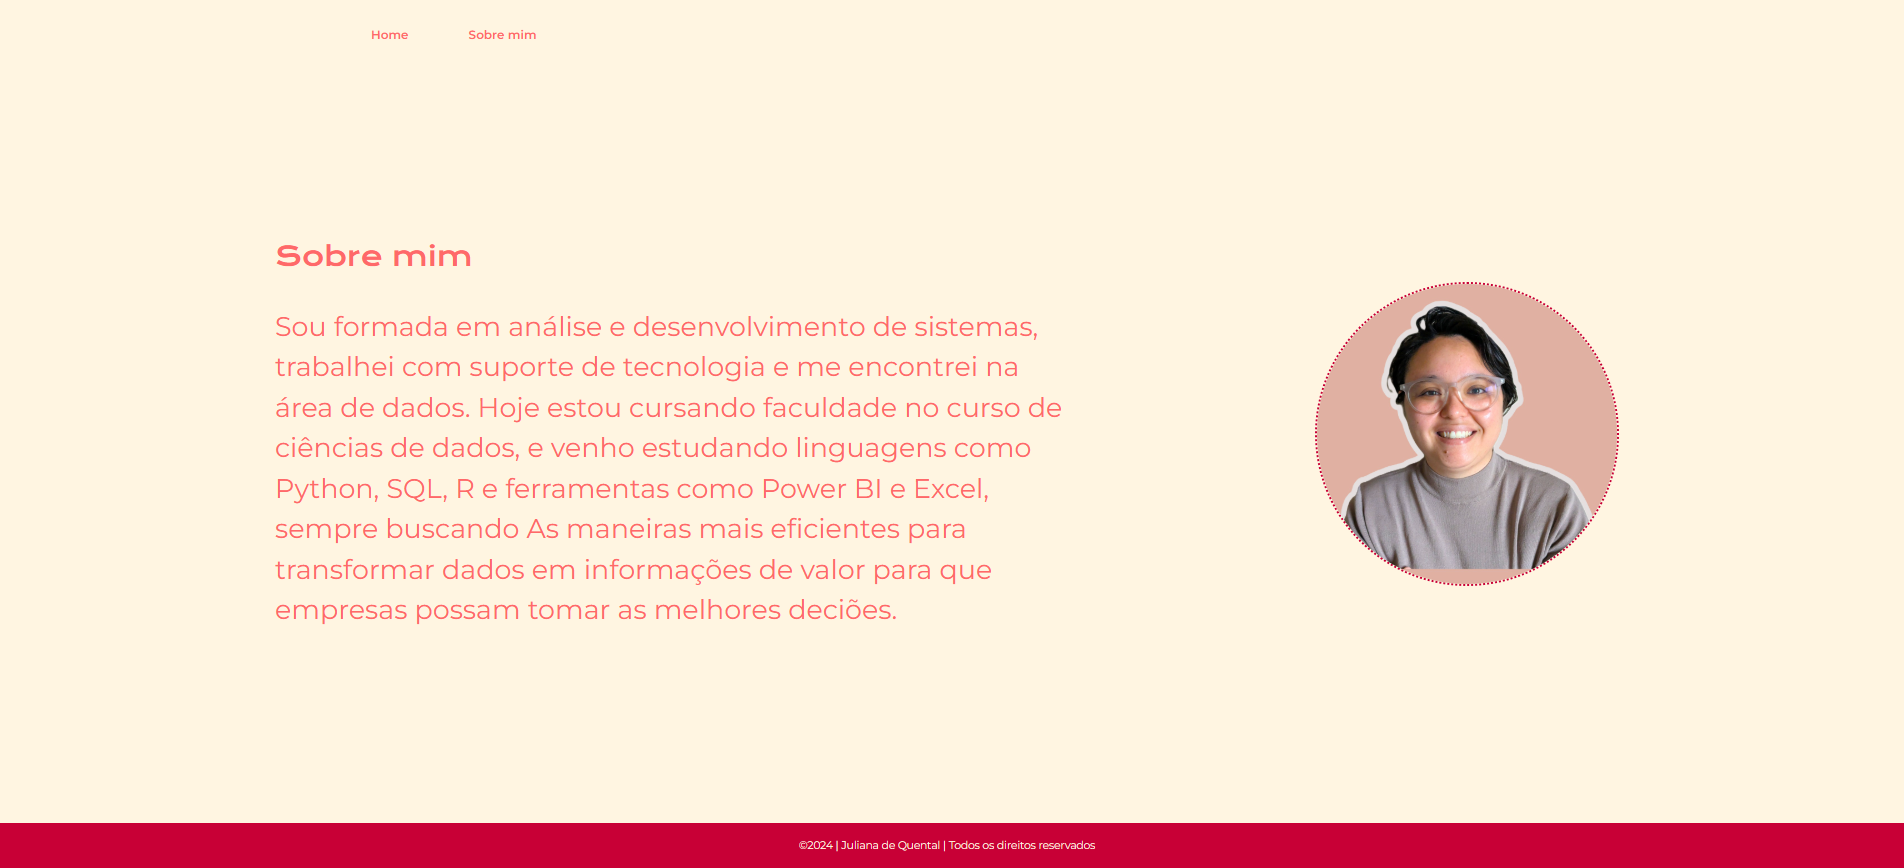 Home
Sobre mim
Sobre mim
Sou formada em análise e desenvolvimento de sistemas,
trabalhei com suporte de tecnologia e me encontrei na
área de dados. Hoje estou cursando faculdade no curso de
ciências de dados, e venho estudando linguagens como
Python, SQL, R e ferramentas como Power BI e Excel,
sempre buscando As maneiras mais eficientes para
transformar dados em informações de valor para que
empresas possam tomar as melhores deciões.
©2024 | Juliana de Quental | Todos os direitos reservados